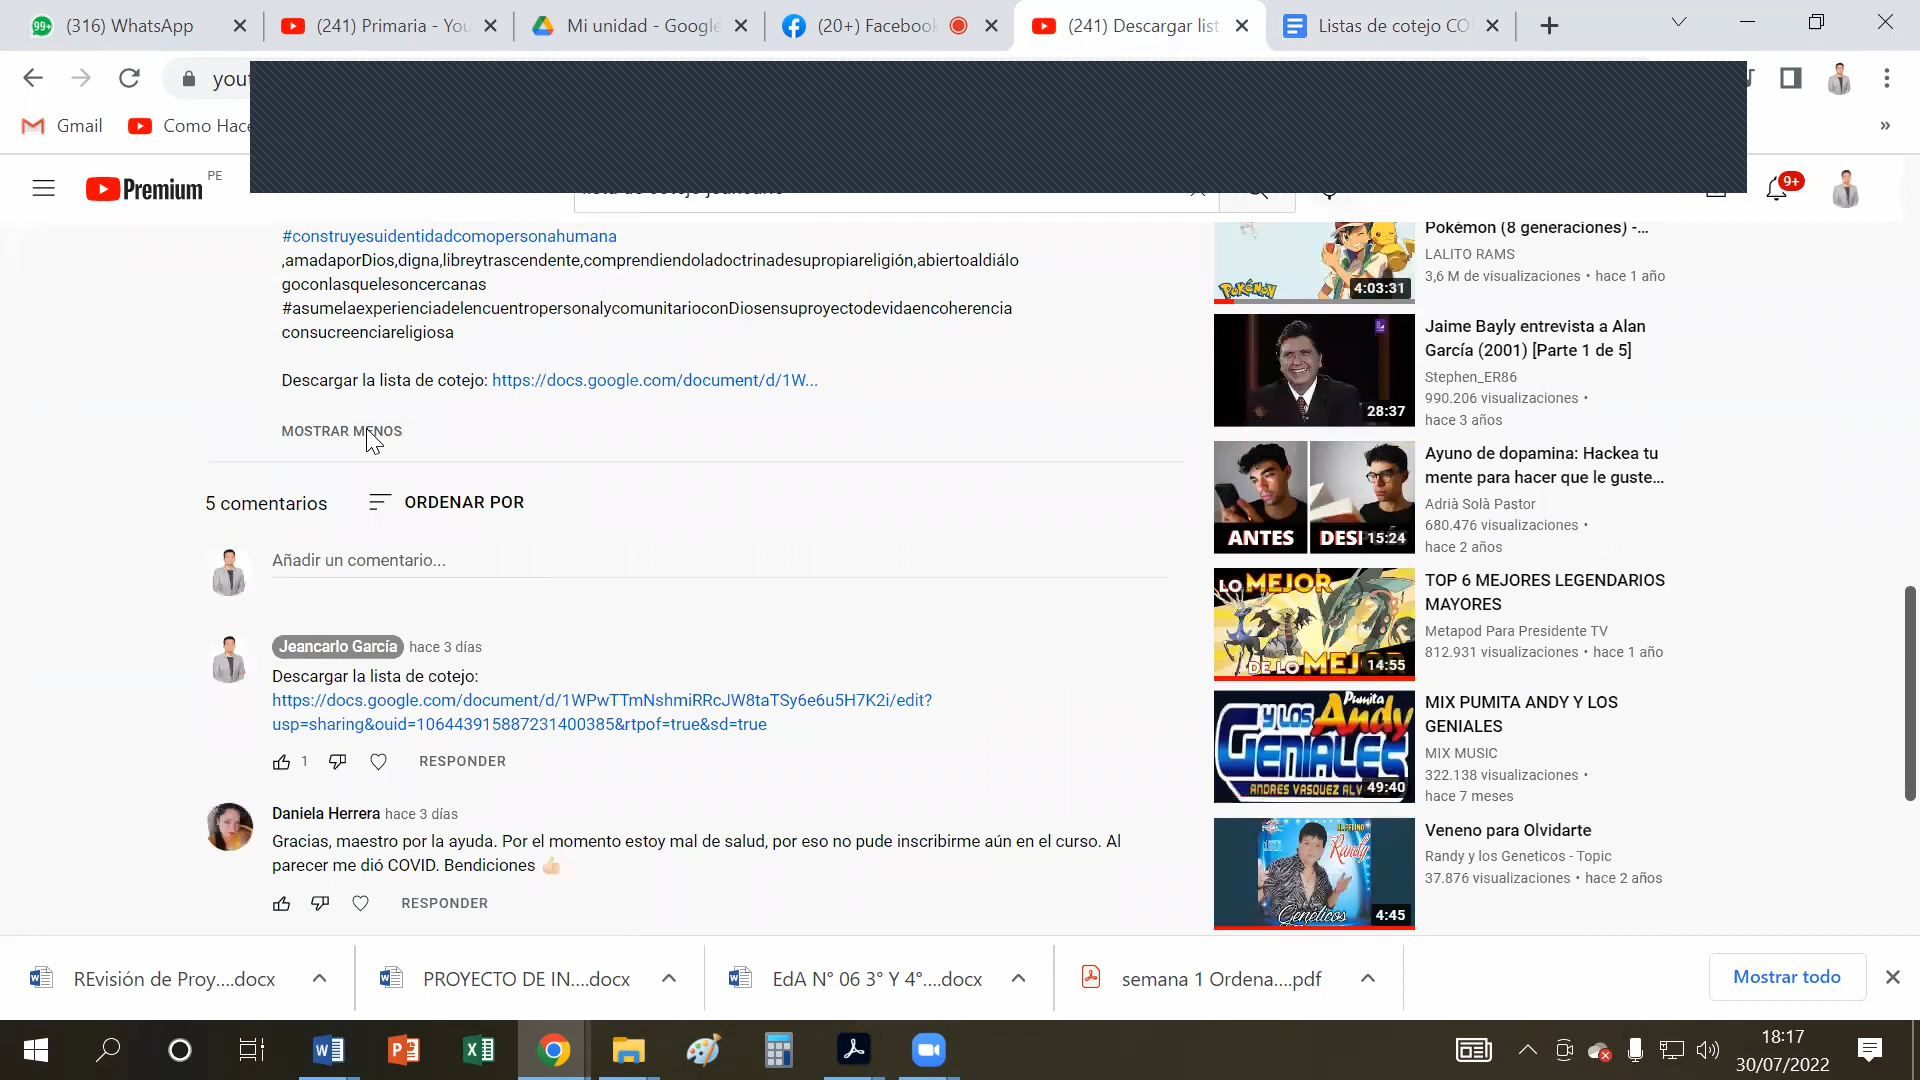 99+
(316) WhatsApp
(241) Primaria - You
Mi unidad - Google
(20+) Facebook
(241) Descargar list
Listas de cotejo CO
yout
Gmail
Como Hace
Premium
PE
9+
#construyesuidentidadcomopersonahumana
,amadaporDios,digna,libreytrascendente,comprendiendoladoctrinadesupropiareligión,abiertoaldiálo
goconlasquelesoncercanas
#asumelaexperienciadelencuentropersonalycomunitarioconDiosensuproyectodevidaencoherencia
consucreenciareligiosa
Descargar la lista de cotejo: https://docs.google.com/document/d/1W...
MOSTRAR MENOS
5 comentarios
ORDENAR POR
Añadir un comentario...
Jeancarlo García hace 3 días
Descargar la lista de cotejo:
https://docs.google.com/document/d/1WPwTTmNshmiRRcJW8taTSy6e6u5H7K2i/edit?
usp=sharing&ouid=106443915887231400385&rtpof=true&sd=true
1
RESPONDER
Daniela Herrera hace 3 días
Gracias, maestro por la ayuda. Por el momento estoy mal de salud, por eso no pude inscribirme aún en el curso. Al
parecer me dió COVID. Bendiciones 👍🏻
RESPONDER
POKÉMON
4:03:31
Pokémon (8 generaciones) -...
LALITO RAMS
3,6 M de visualizaciones • hace 1 año
28:37
Jaime Bayly entrevista a Alan
García (2001) [Parte 1 de 5]
Stephen_ER86
990.206 visualizaciones •
hace 3 años
ANTES
DESP
15:24
Ayuno de dopamina: Hackea tu
mente para hacer que le guste...
Adrià Solà Pastor
680.476 visualizaciones •
hace 2 años
LO MEJOR
DE LO MEJOR
14:55
TOP 6 MEJORES LEGENDARIOS
MAYORES
Metapod Para Presidente TV
812.931 visualizaciones • hace 1 año
Pumita
Andy
Y LOS
GENIALES
ANDRES VASQUEZ ALV
49:40
MIX PUMITA ANDY Y LOS
GENIALES
MIX MUSIC
322.138 visualizaciones •
hace 7 meses
Randy
Genéticos
4:45
Veneno para Olvidarte
Randy y los Geneticos - Topic
37.876 visualizaciones • hace 2 años
REvisión de Proy....docx
PROYECTO DE IN....docx
EdA N° 06 3° Y 4°....docx
semana 1 Ordena....pdf
Mostrar todo
18:17
30/07/2022